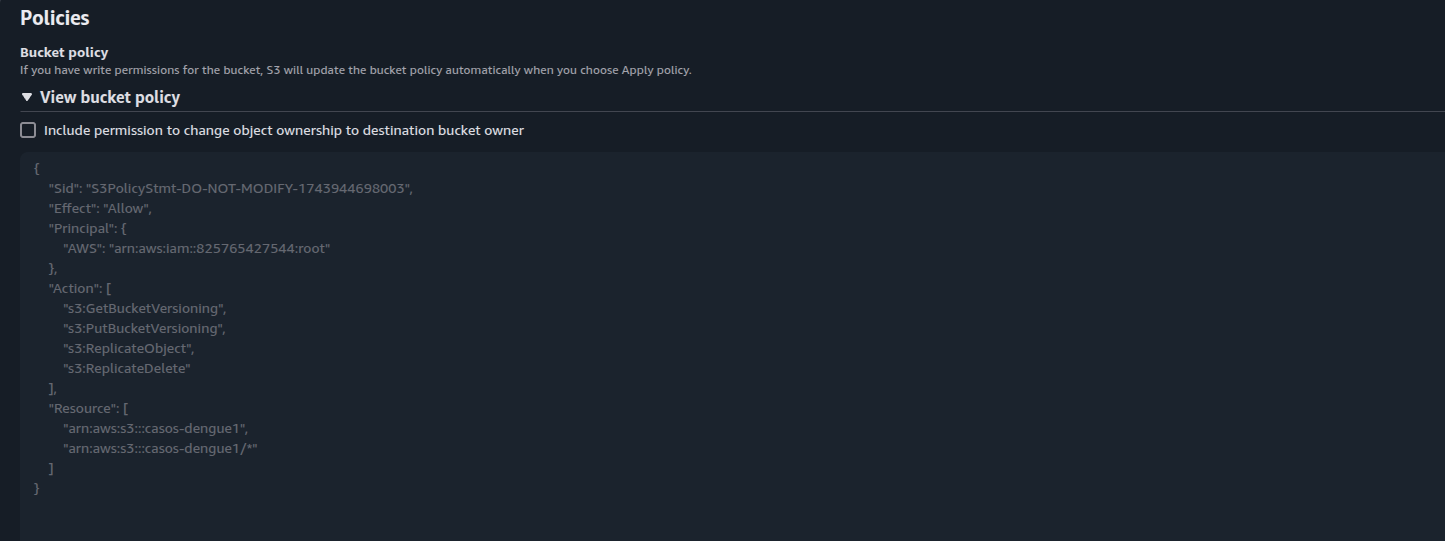 Policies
Bucket policy
If you have write permissions for the bucket, S3 will update the bucket policy automatically when you choose Apply policy.
View bucket policy
Include permission to change object ownership to destination bucket owner
{
"Sid": "S3PolicyStmt-DO-NOT-MODIFY-1743944698003",
"Effect": "Allow",
"Principal": {
"AWS": "arn:aws:iam::825765427544:root"
},
"Action": [
"s3:GetBucketVersioning",
"s3:PutBucketVersioning",
"s3:ReplicateObject",
"s3:ReplicateDelete"
],
"Resource": [
"arn:aws:s3:::casos-dengue1",
"arn:aws:s3:::casos-dengue1/*"
]
}